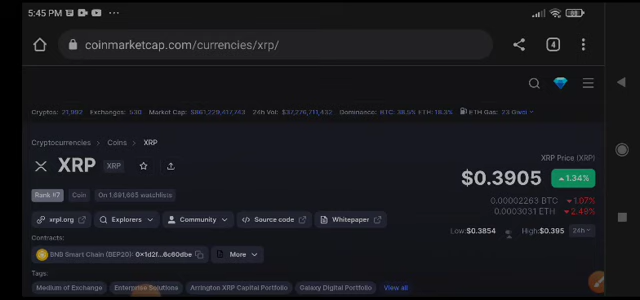 5:45 PM
coinmarketcap.com/currencies/xrp/
4
Cryptos: 21,992 Exchanges: 530 Market Cap: $861,229,417,743 24h Vol: $37,276,711,432 Dominance: BTC: 38.5% ETH: 18.3% ETH Gas: 23 Gwei
Cryptocurrencies > Coins > XRP
XRP XRP
XRP Price (XRP)
$0.3905 1.34%
Rank #7 Coin On 1,691,665 watchlists
0.00002263 BTC 1.07%
0.0003031 ETH 2.49%
xrpl.org Explorers Community Source code Whitepaper
Low: $0.3854 High: $0.395 24h
Contracts:
BNB Smart Chain (BEP20) 0x1d2f...6c60dbe More
Tags:
Medium of Exchange Enterprise Solutions Arrington XRP Capital Portfolio Galaxy Digital Portfolio View all